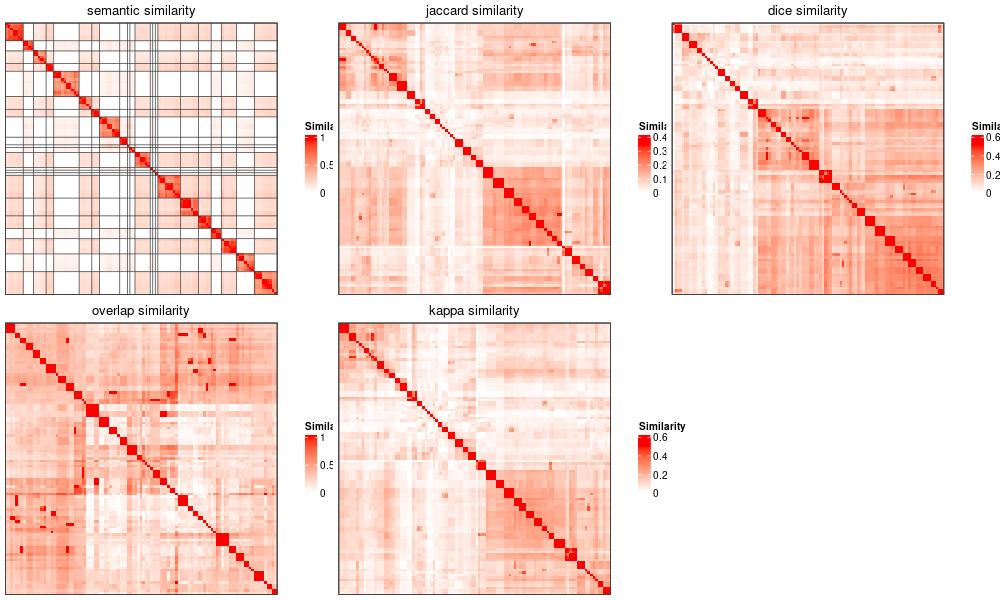 semantic similarity
jaccard similarity
dice similarity
Simila
1
0.5
0
Simila
0.4
0.3
0.2
0.1
0
Simila
0.6
0.4
0.2
0
overlap similarity
kappa similarity
Simila
1
0.5
0
Similarity
0.6
0.4
0.2
0